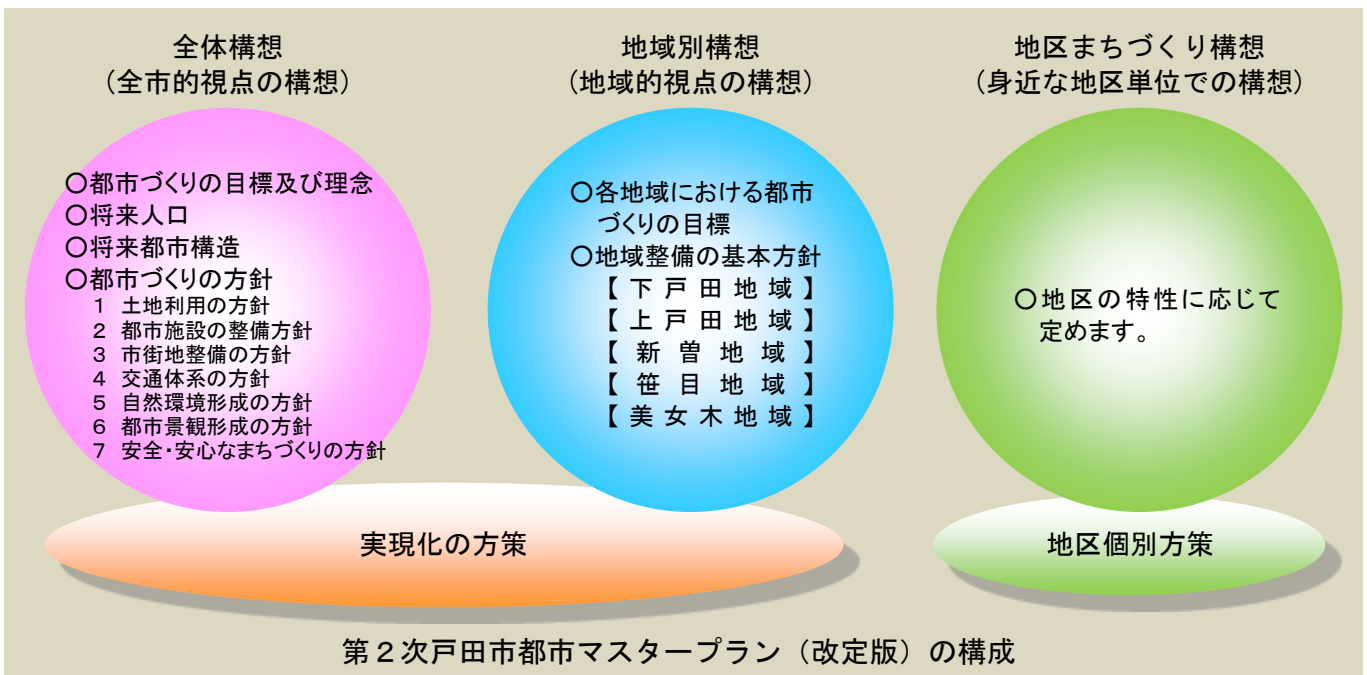 全体構想
（全市的視点の構想）
〇都市づくりの目標及び理念
〇将来人口
〇将来都市構造
〇都市づくりの方針
１ 土地利用の方針
２ 都市施設の整備方針
３ 市街地整備の方針
４ 交通体系の方針
５ 自然環境形成の方針
６ 都市景観形成の方針
７ 安全・安心なまちづくりの方針
地域別構想
（地域的視点の構想）
〇各地域における都市
づくりの目標
〇地域整備の基本方針
【下戸田地域】
【上戸田地域】
【新曽地域】
【笹目地域】
【美女木地域】
実現化の方策
地区まちづくり構想
（身近な地区単位での構想）
〇地区の特性に応じて
定めます。
地区個別方策
第２次戸田市都市マスタープラン（改定版）の構成